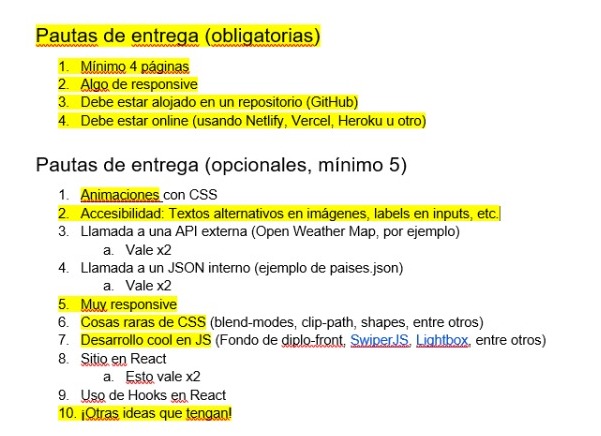 Pautas de entrega (obligatorias)
1. Mínimo 4 páginas
2. Algo de responsive
3. Debe estar alojado en un repositorio (GitHub)
4. Debe estar online (usando Netlify, Vercel, Heroku u otro)
Pautas de entrega (opcionales, mínimo 5)
1. Animaciones con CSS
2. Accesibilidad: Textos alternativos en imágenes, labels en inputs, etc.
3. Llamada a una API externa (Open Weather Map, por ejemplo)
a. Vale x2
4. Llamada a un JSON interno (ejemplo de paises.json)
a. Vale x2
5. Muy responsive
6. Cosas raras de CSS (blend-modes, clip-path, shapes, entre otros)
7. Desarrollo cool en JS (Fondo de diplo-front, SwiperJS, Lightbox, entre otros)
8. Sitio en React
a. Esto vale x2
9. Uso de Hooks en React
10. ¡Otras ideas que tengan!